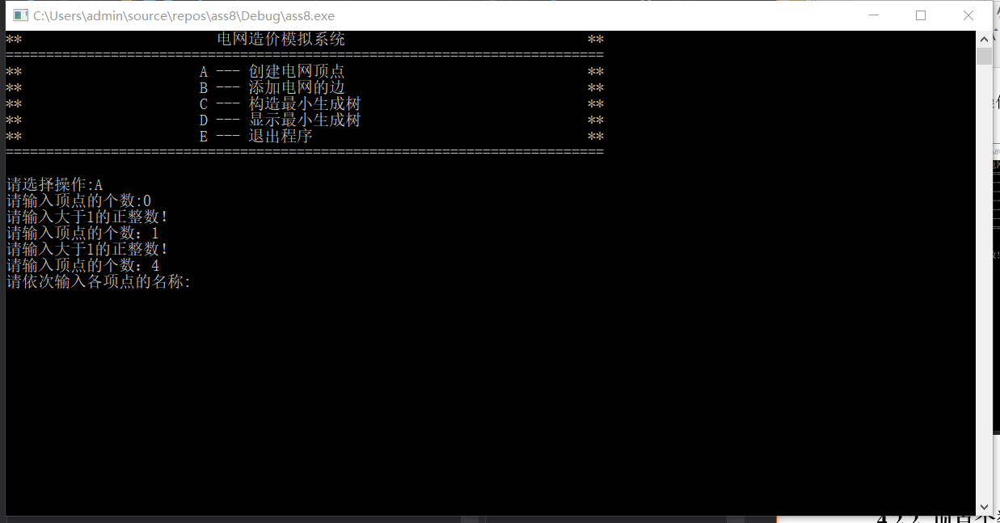 C:\Users\admin\source\repos\ass8\Debug\ass8.exe
** 电网造价模拟系统 **
==========================================================================
** A --- 创建电网顶点 **
** B --- 添加电网的边 **
** C --- 构造最小生成树 **
** D --- 显示最小生成树 **
** E --- 退出程序 **
==========================================================================
请选择操作:A
请输入顶点的个数:0
请输入大于1的正整数!
请输入顶点的个数: 1
请输入大于1的正整数!
请输入顶点的个数: 4
请依次输入各项点的名称: